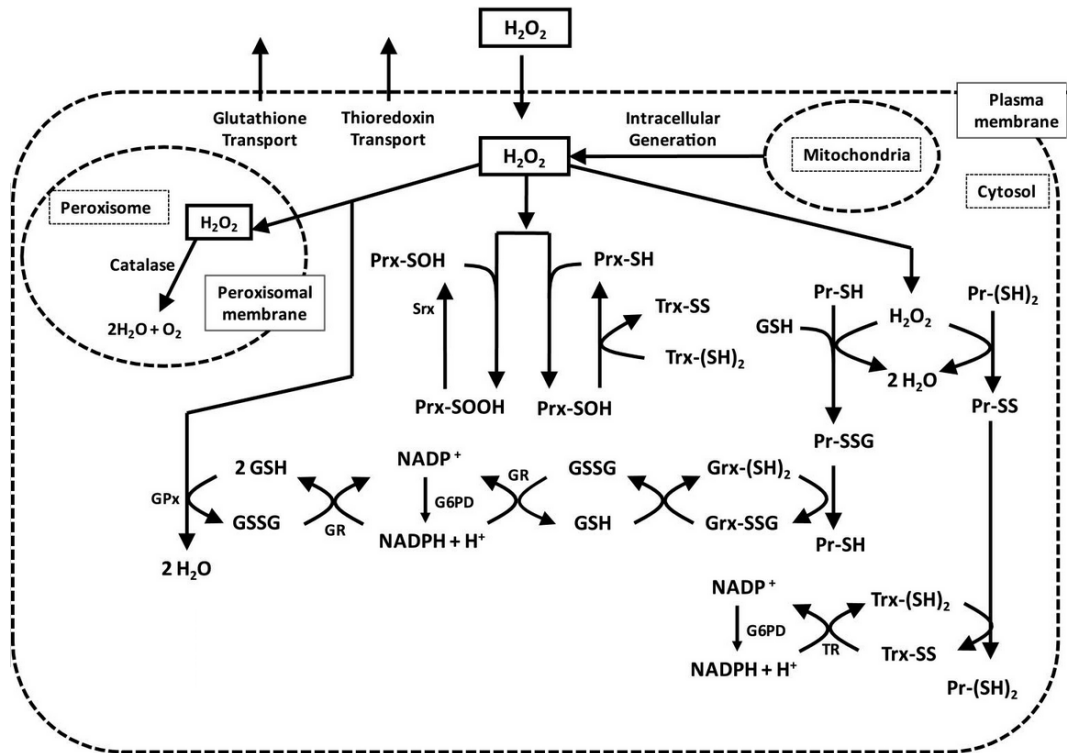 H₂O₂
Glutathione
Transport
Thioredoxin
Transport
Intracellular
Generation
Plasma
membrane
H₂O₂
Mitochondria
Cytosol
Peroxisome
H₂O₂
Catalase
2H₂O + O₂
Peroxisomal
membrane
Prx-SOH
Prx-SH
Srx
Trx-SS
Trx-(SH)₂
Prx-SOOH
Prx-SOH
Pr-SH
Pr-(SH)₂
GSH
H₂O₂
2 H₂O
Pr-SS
Pr-SSG
2 GSH
NADP⁺
GR
GSSG
Grx-(SH)₂
GPx
G6PD
GSSG
GR
NADPH + H⁺
GSH
Grx-SSG
Pr-SH
2 H₂O
NADP⁺
Trx-(SH)₂
G6PD
TR
NADPH + H⁺
Trx-SS
Pr-(SH)₂